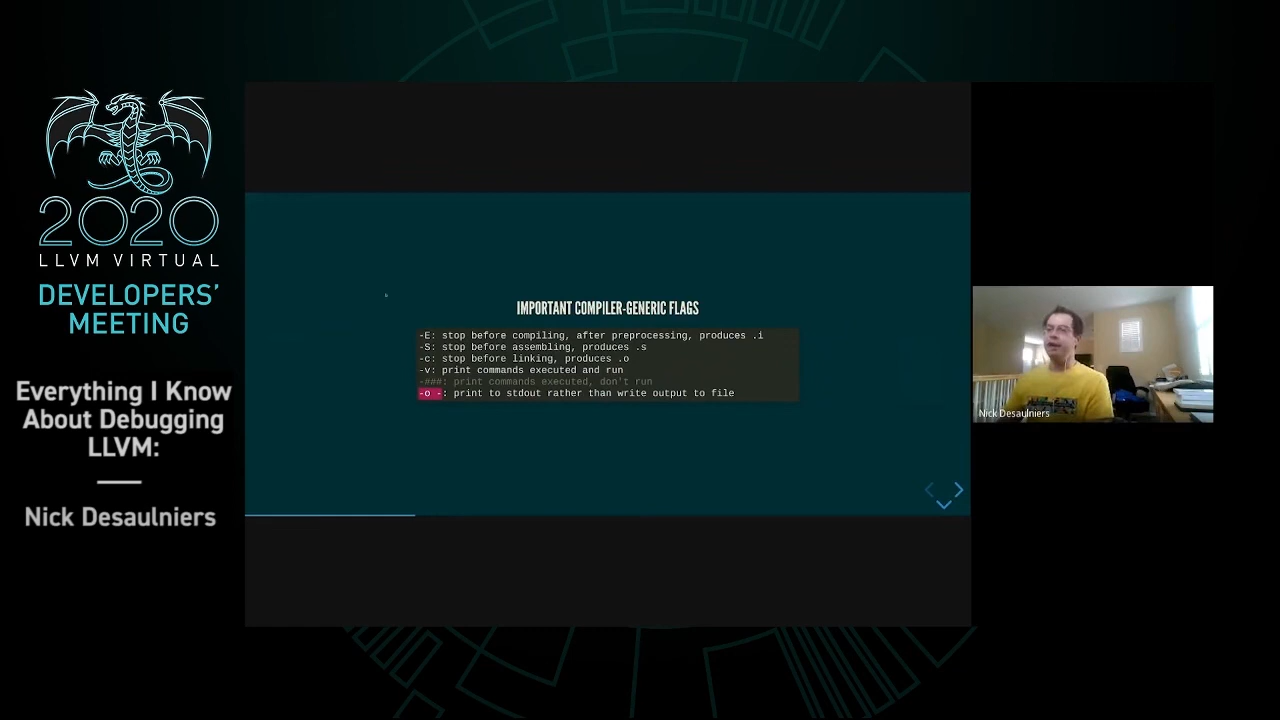 2020
LLVM VIRTUAL
DEVELOPERS'
MEETING
Everything I Know
About Debugging
LLVM:
Nick Desaulniers
IMPORTANT COMPILER-GENERIC FLAGS
-E: stop before compiling, after preprocessing, produces .i
-S: stop before assembling, produces .s
-c: stop before linking, produces .o
-v: print commands executed and run
-###: print commands executed, don't run
-o -: print to stdout rather than write output to file
Nick Desaulniers